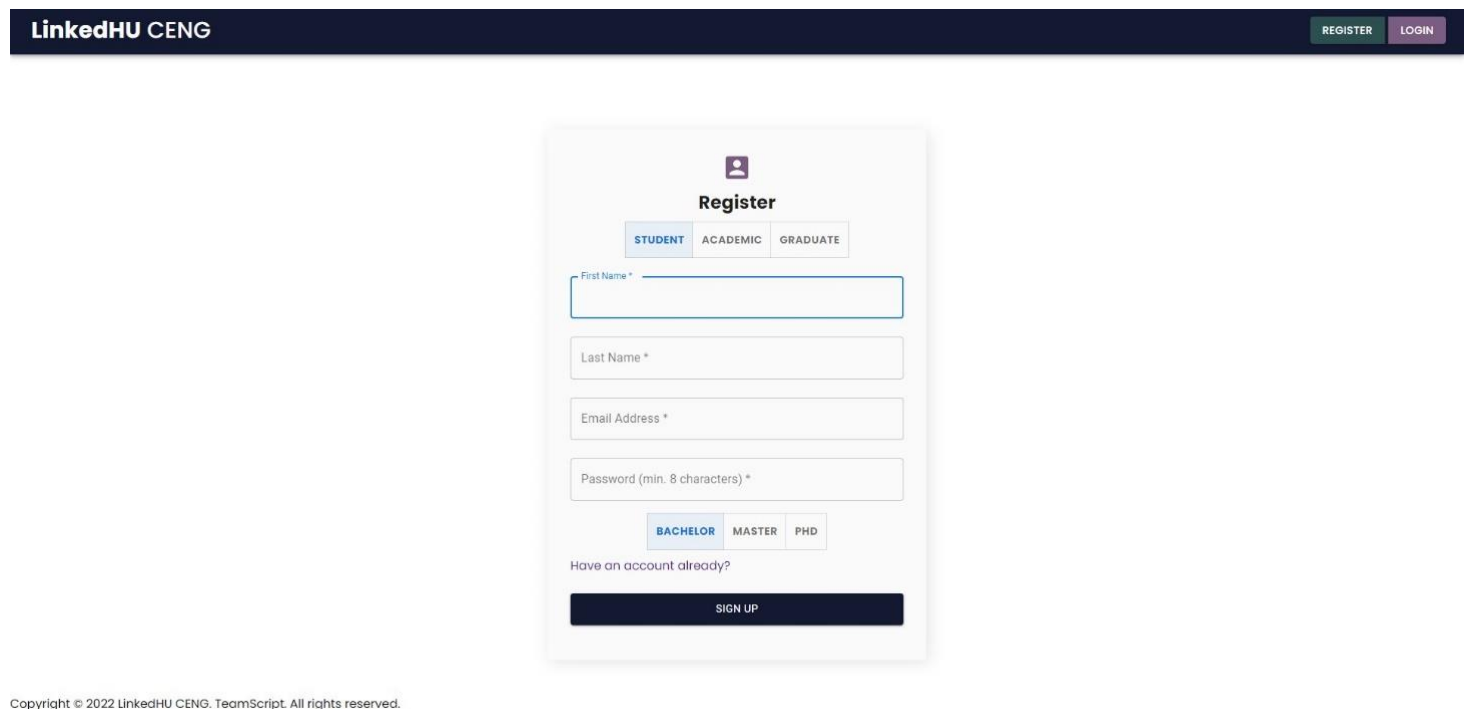 LinkedHU CENG REGISTER LOGIN
Register
STUDENT ACADEMIC GRADUATE
First Name *
Last Name *
Email Address *
Password (min. 8 characters) *
BACHELOR MASTER PHD
Have an account already?
SIGN UP
Copyright © 2022 LinkedHU CENG. TeamScript. All rights reserved.